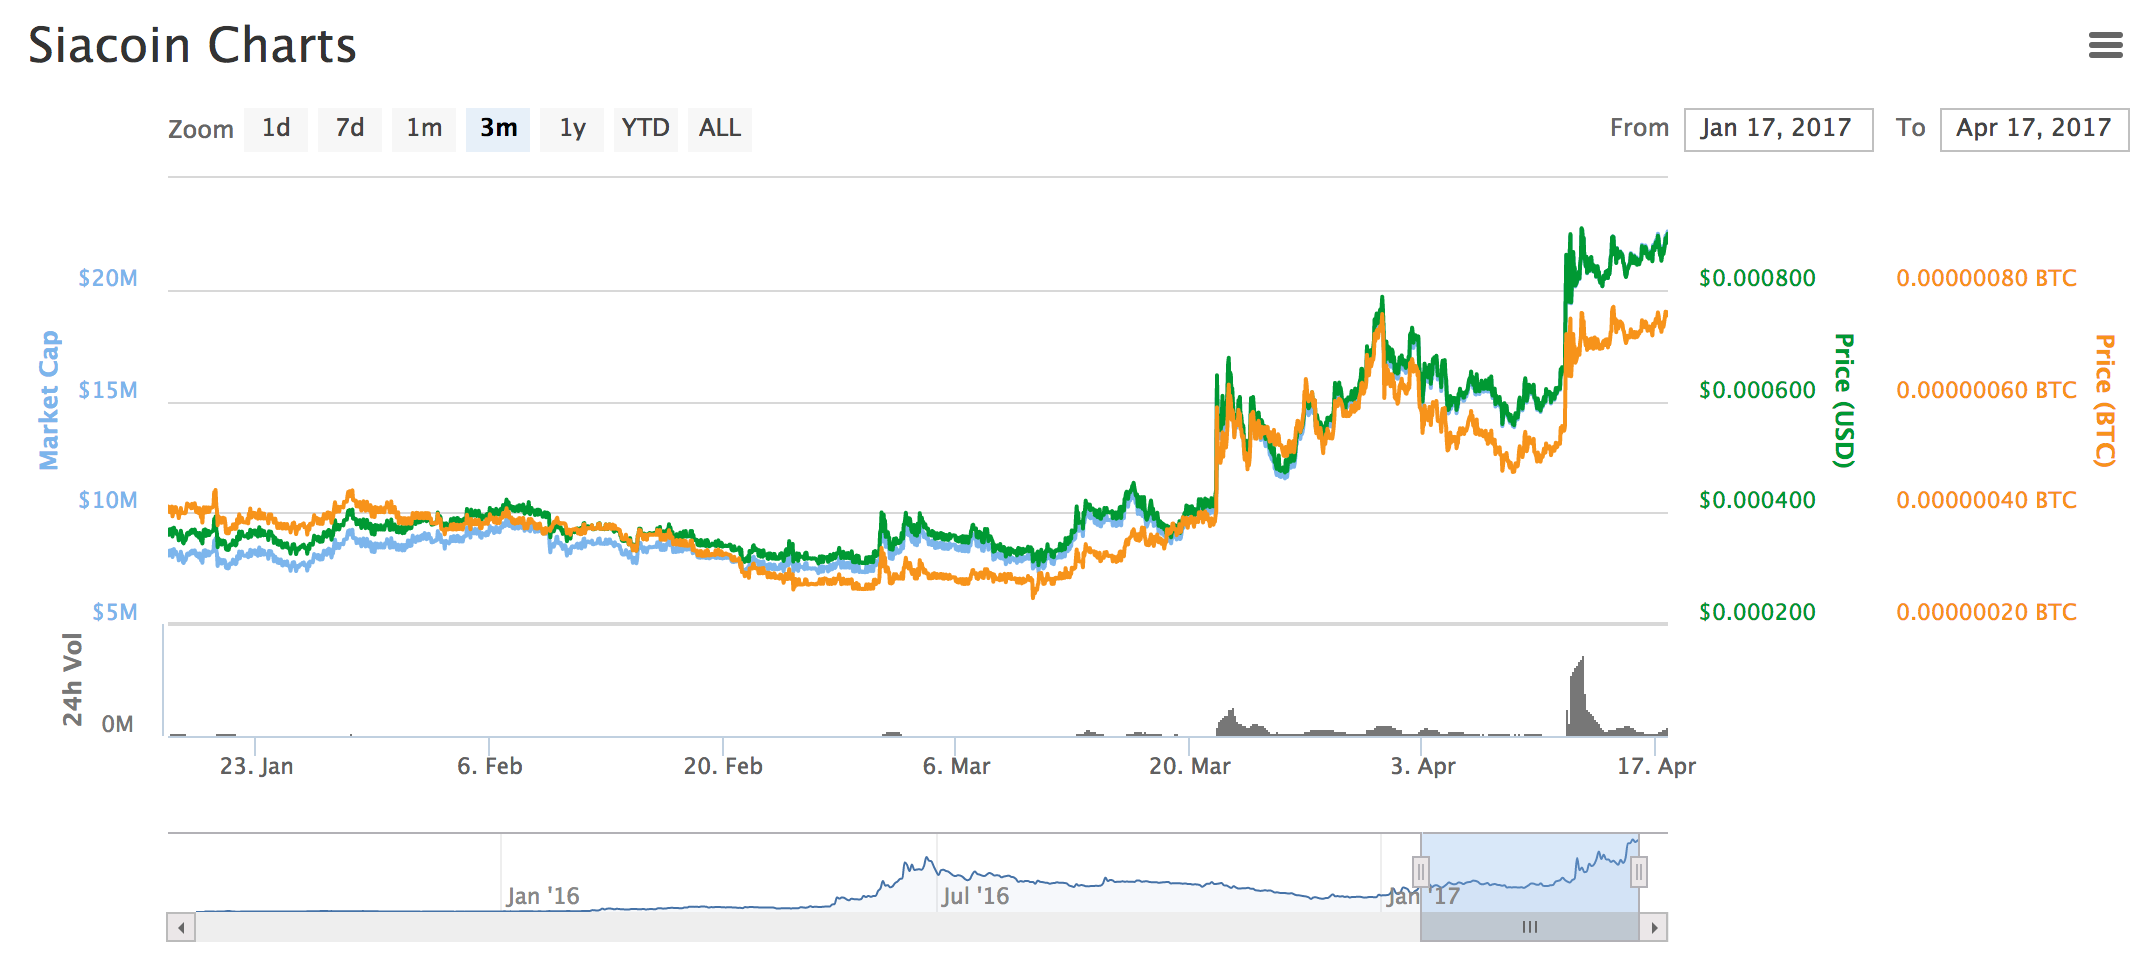 Siacoin Charts
Zoom 1d 7d 1m 3m 1y YTD ALL
From Jan 17, 2017 To Apr 17, 2017
Market Cap
$20M
$15M
$10M
$5M
24h Vol
0M
$0.000800
$0.000600
$0.000400
$0.000200
Price (USD)
0.00000080 BTC
0.00000060 BTC
0.00000040 BTC
0.00000020 BTC
Price (BTC)
23. Jan 6. Feb 20. Feb 6. Mar 20. Mar 3. Apr 17. Apr
Jan '16 Jul '16 Jan '17